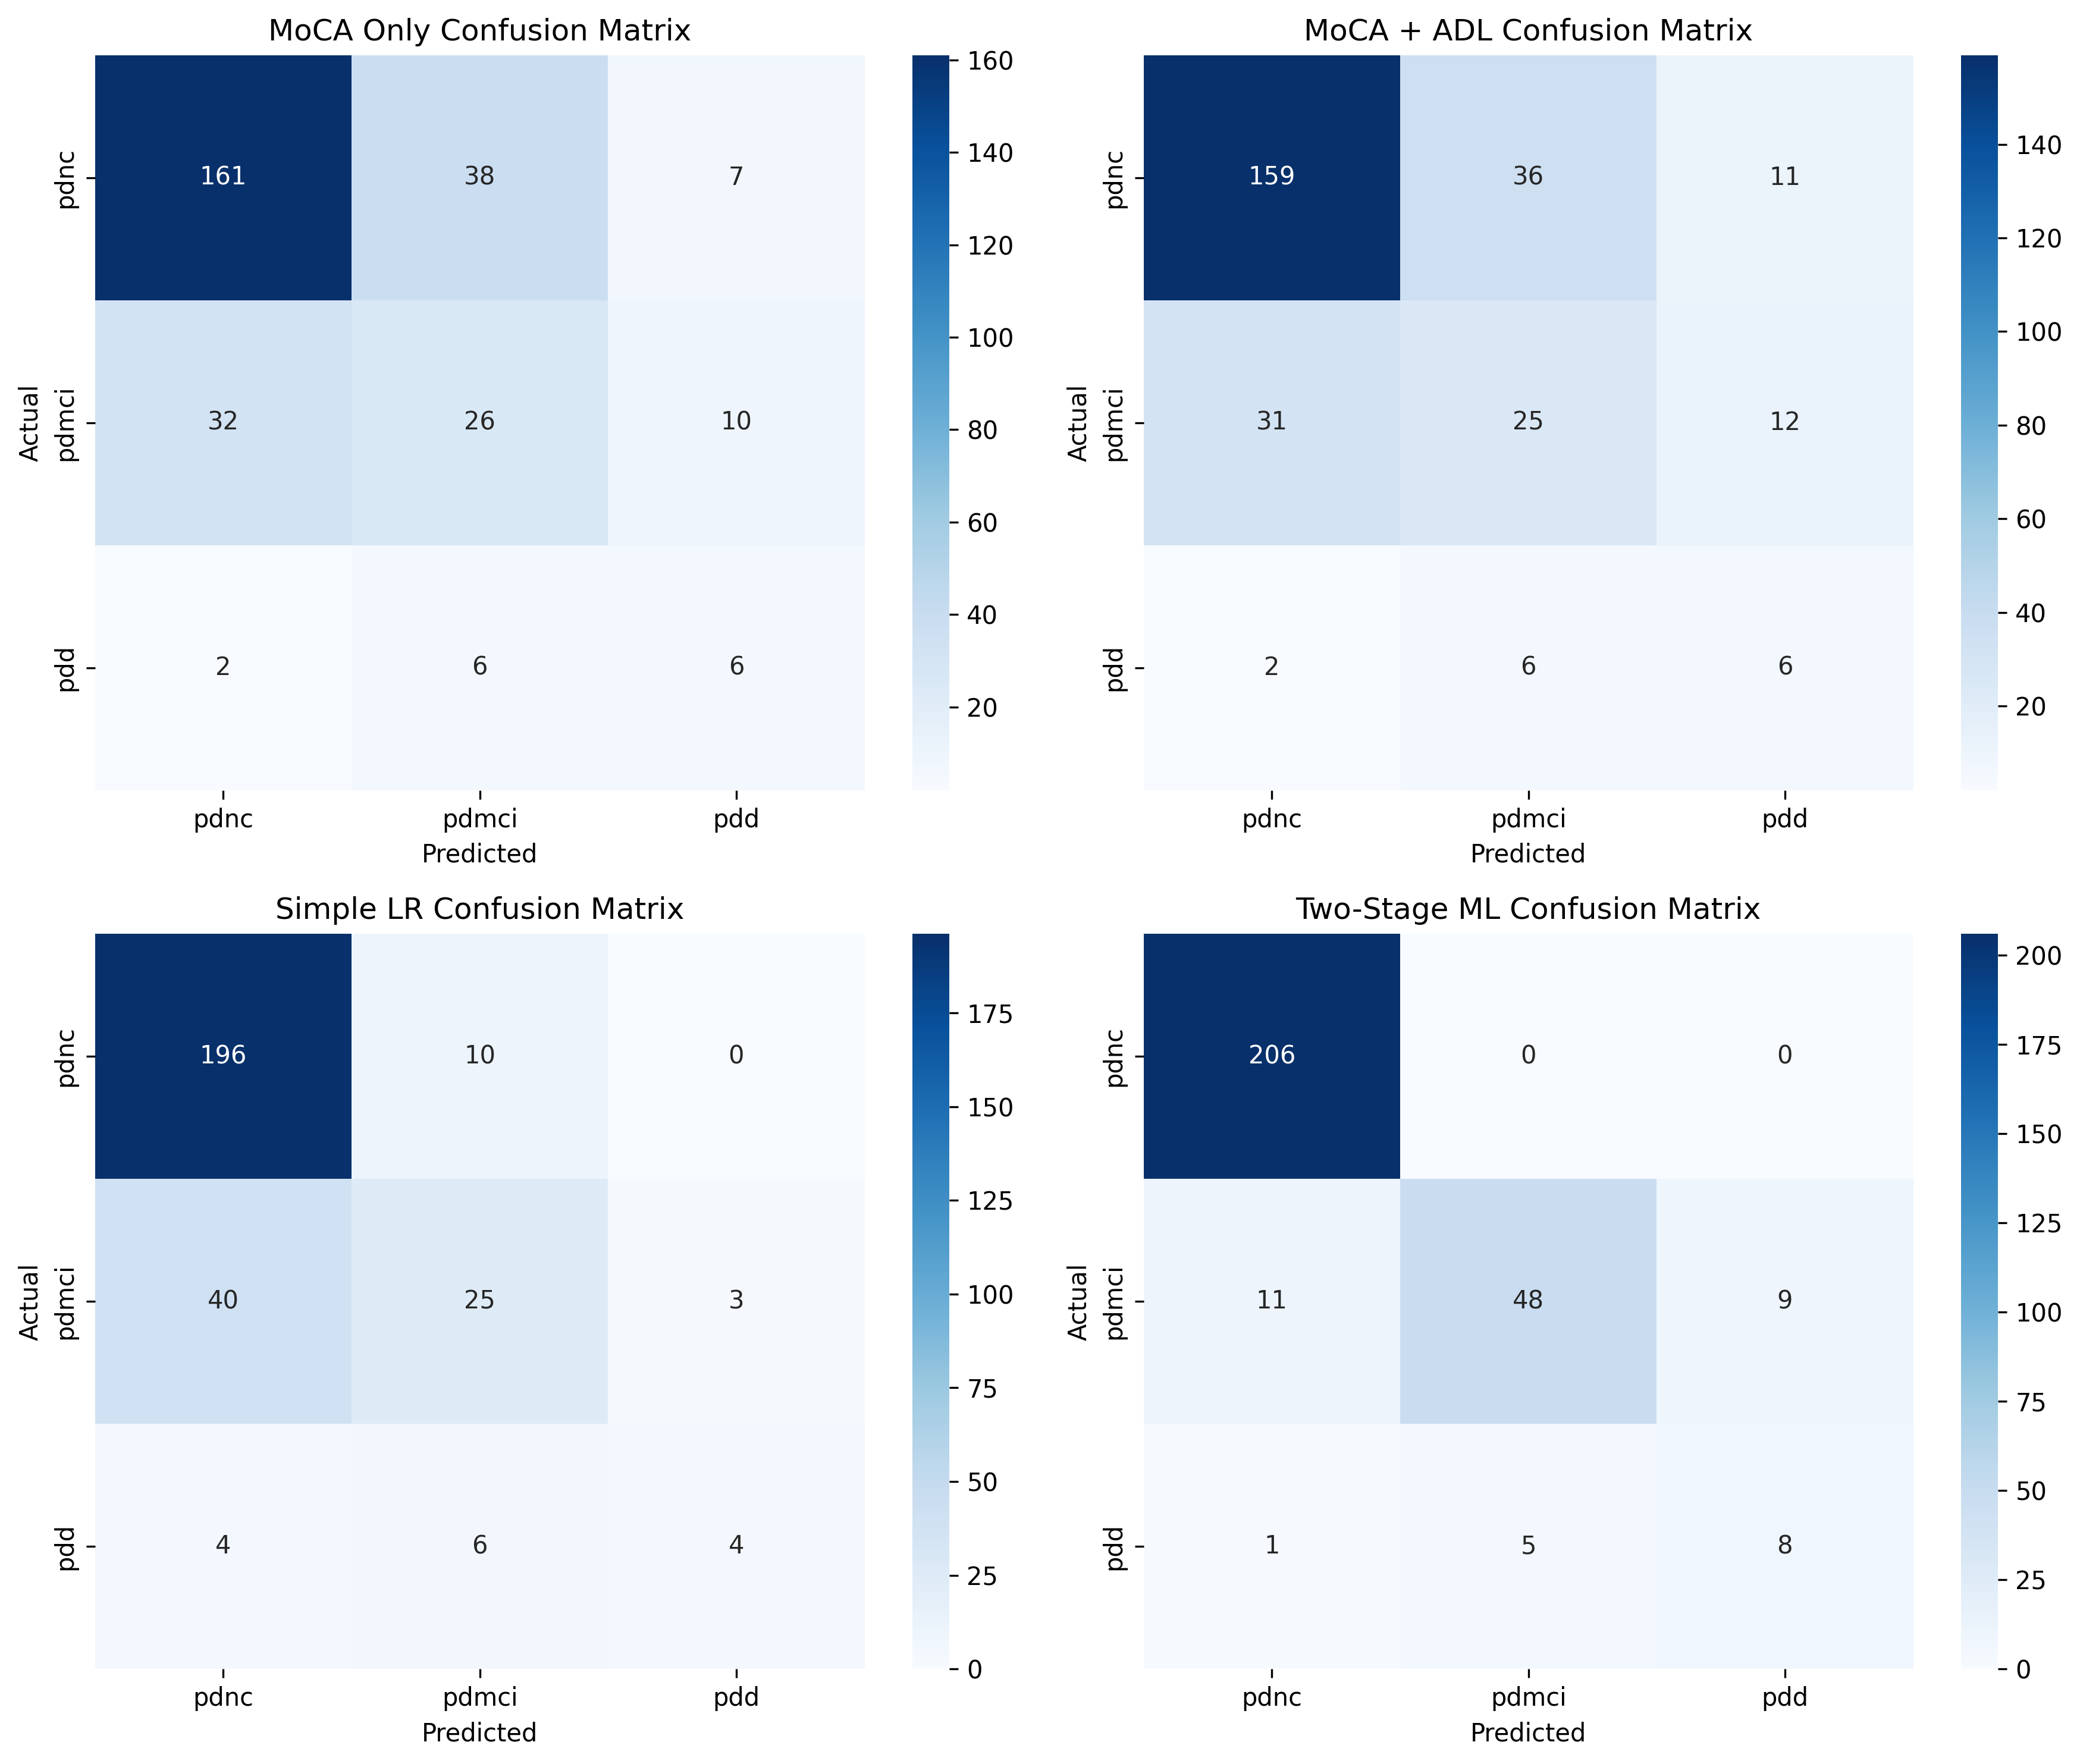 MoCA Only Confusion Matrix
160
140
120
100
80
60
40
20
pdnc
161 38 7
Actual
pdmci
32 26 10
pdd
2 6 6
pdnc pdmci pdd
Predicted
MoCA + ADL Confusion Matrix
140
120
100
80
60
40
20
pdnc
159 36 11
Actual
pdmci
31 25 12
pdd
2 6 6
pdnc pdmci pdd
Predicted
Simple LR Confusion Matrix
175
150
125
100
75
50
25
0
pdnc
196 10 0
Actual
pdmci
40 25 3
pdd
4 6 4
pdnc pdmci pdd
Predicted
Two-Stage ML Confusion Matrix
200
175
150
125
100
75
50
25
0
pdnc
206 0 0
Actual
pdmci
11 48 9
pdd
1 5 8
pdnc pdmci pdd
Predicted